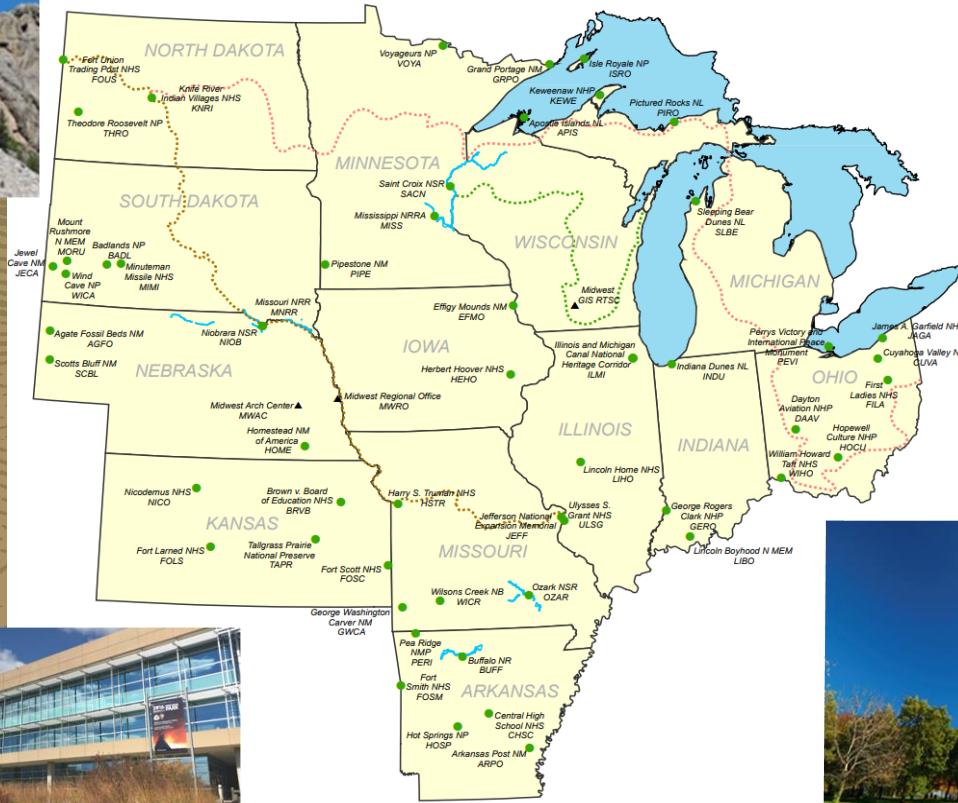 NORTH DAKOTA
Fort Union
Trading Post NHS
FOUS
Knife River
Indian Villages NHS
KNRI
Theodore Roosevelt NP
THRO
Voyageurs NP
VOYA
Grand Portage NM
GRPO
Isle Royale NP
ISRO
Keweenaw NHP
KEWE
Pictured Rocks NL
PIRO
Apostle Islands NL
APIS
MINNESOTA
Saint Croix NSR
SACN
Mississippi NRRA
MISS
SOUTH DAKOTA
Mount
Rushmore
N MEM
MORU
Jewel
Cave NM
JECA
Wind
Cave NP
WICA
Badlands NP
BADL
Minuteman
Missile NHS
MIMI
Pipestone NM
PIPE
WISCONSIN
Midwest
GIS RTSC
Sleeping Bear
Dunes NL
SLBE
MICHIGAN
Missouri NRR
MNRR
Niobrara NSR
NIOB
Agate Fossil Beds NM
AGFO
Scotts Bluff NM
SCBL
NEBRASKA
Midwest Arch Center
MWAC
Midwest Regional Office
MWRO
Homestead NM
of America
HOME
IOWA
Effigy Mounds NM
EFMO
Herbert Hoover NHS
HEHO
Illinois and Michigan
Canal National
Heritage Corridor
ILMI
Indiana Dunes NL
INDU
Perrys Victory and
International Peace
Monument
PEVI
James A. Garfield NH
JAGA
Cuyahoga Valley N
CUVA
OHIO
First
Ladies NHS
FILA
Dayton
Aviation NHP
DAAV
Hopewell
Culture NHP
HOCU
William Howard
Taft NHS
WIHO
ILLINOIS
Lincoln Home NHS
LIHO
INDIANA
George Rogers
Clark NHP
GERO
Lincoln Boyhood N MEM
LIBO
Nicodemus NHS
NICO
Brown v. Board
of Education NHS
BRVB
KANSAS
Fort Larned NHS
FOLS
Tallgrass Prairie
National Preserve
TAPR
Fort Scott NHS
FOSC
Harry S. Truman NHS
HSTR
Jefferson National
Expansion Memorial
JEFF
Ulysses S.
Grant NHS
ULSG
MISSOURI
Wilsons Creek NB
WICR
Ozark NSR
OZAR
George Washington
Carver NM
GWCA
Pea Ridge
NMP
PERI
Buffalo NR
BUFF
Fort
Smith NHS
FOSM
ARKANSAS
Central High
School NHS
CHSC
Hot Springs NP
HOSP
Arkansas Post NM
ARPO